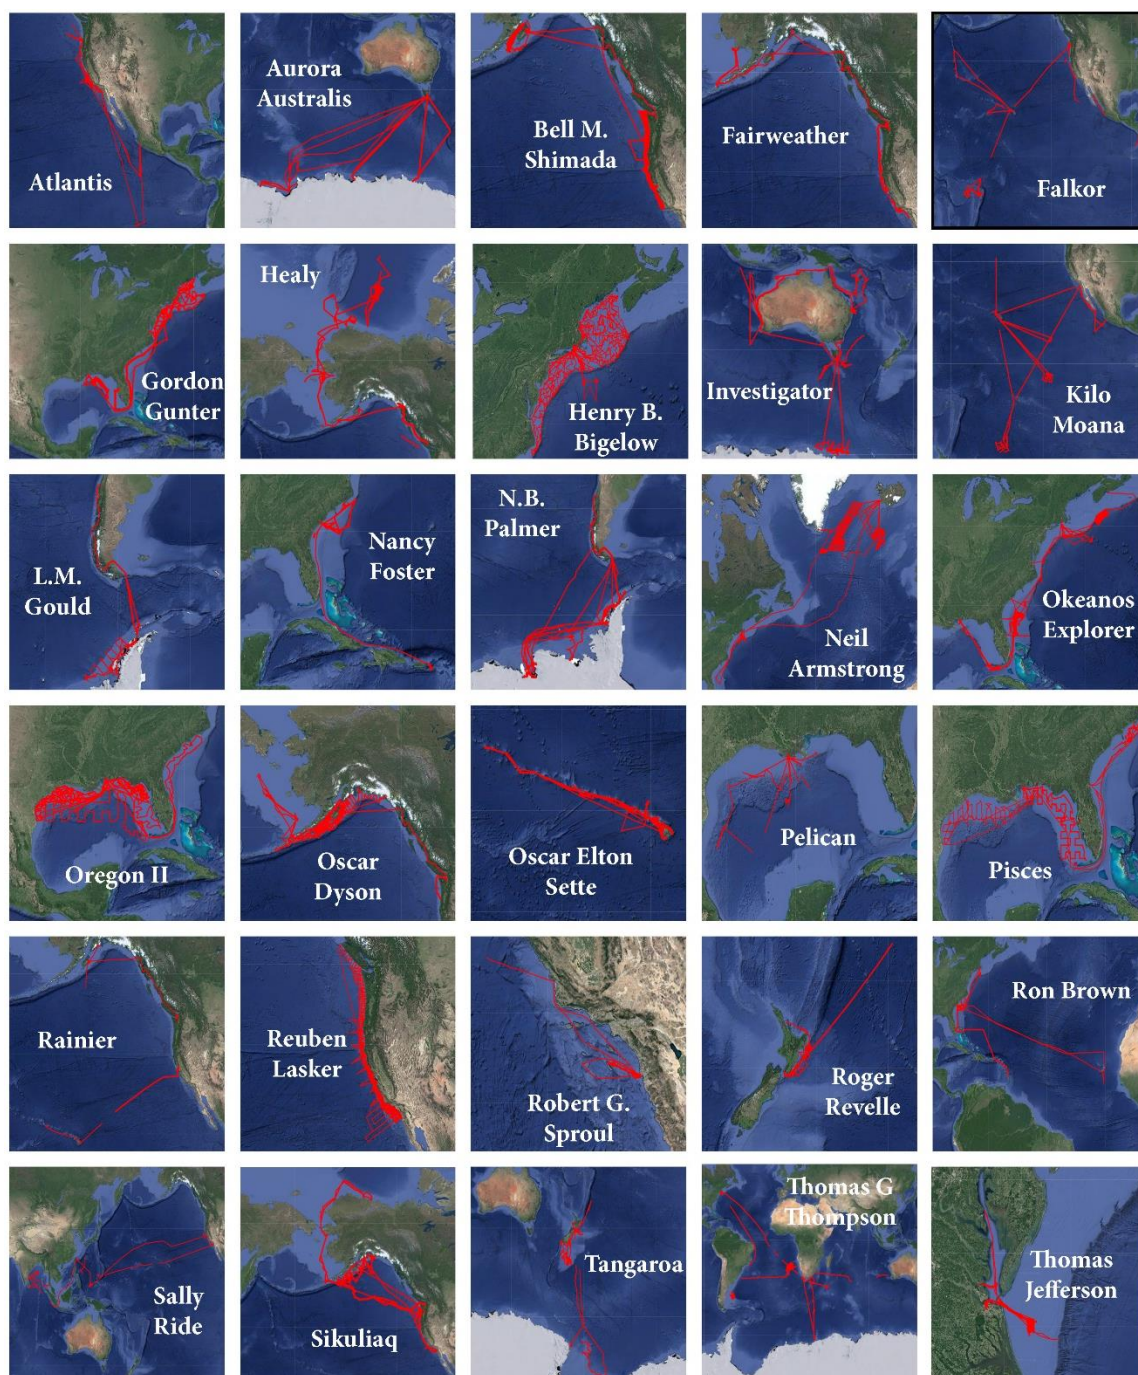 Atlantis
Aurora
Australis
Bell M.
Shimada
Fairweather
Falkor
Gordon
Gunter
Healy
Henry B.
Bigelow
Investigator
Kilo
Moana
L.M.
Gould
Nancy
Foster
N.B.
Palmer
Neil
Armstrong
Okeanos
Explorer
Oregon II
Oscar
Dyson
Oscar Elton
Sette
Pelican
Pisces
Rainier
Reuben
Lasker
Robert G.
Sproul
Roger
Revelle
Ron Brown
Sally
Ride
Sikuliaq
Tangaroa
Thomas G
Thompson
Thomas
Jefferson